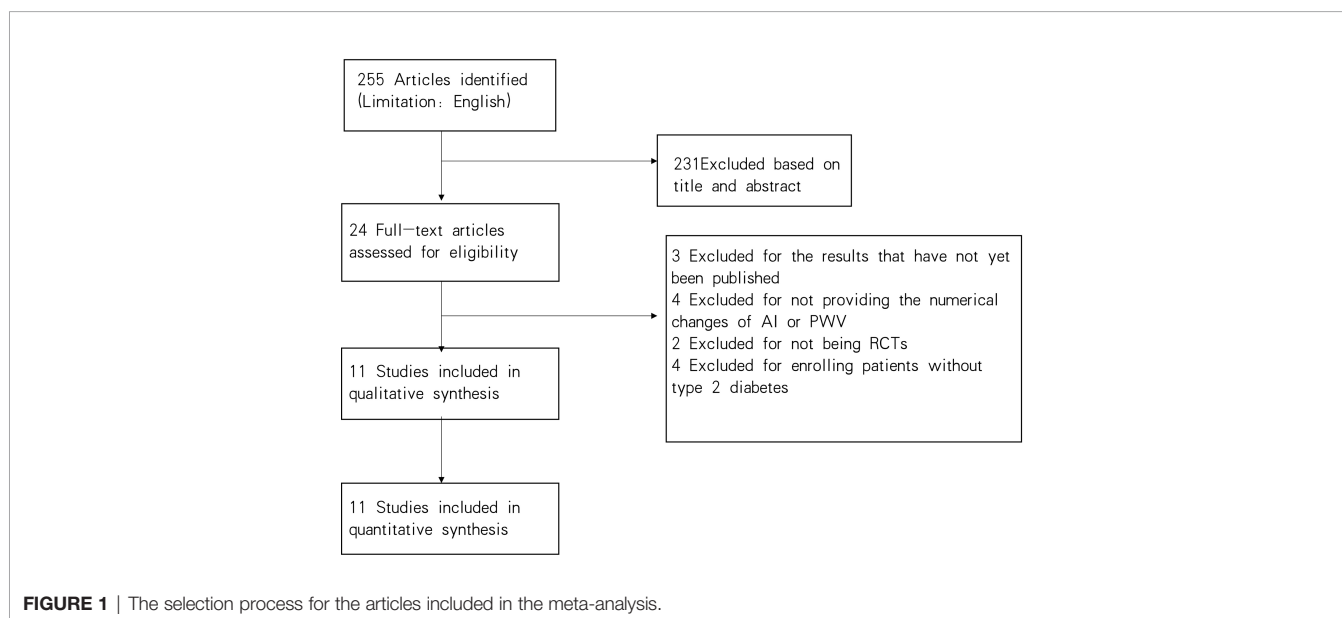 255 Articles identified
(Limitation: English)
231Excluded based on
title and abstract
24 Full-text articles
assessed for eligibility
3 Excluded for the results that have not yet
been published
4 Excluded for not providing the numerical
changes of AI or PWV
2 Excluded for not being RCTs
4 Excluded for enrolling patients without
type 2 diabetes
11 Studies included in
qualitative synthesis
11 Studies included in
quantitative synthesis
FIGURE 1 | The selection process for the articles included in the meta-analysis.